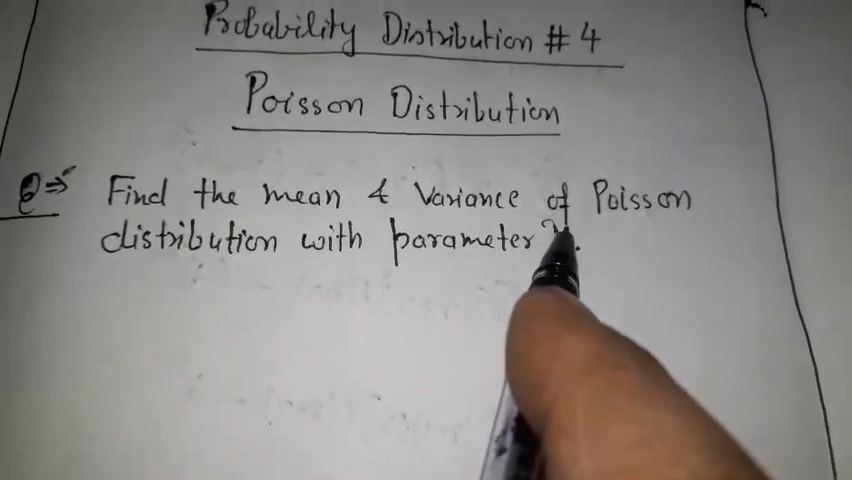 Probability Distribution # 4
Poisson Distribution
Q⇒ Find the mean & Variance of Poisson
distribution with parameter